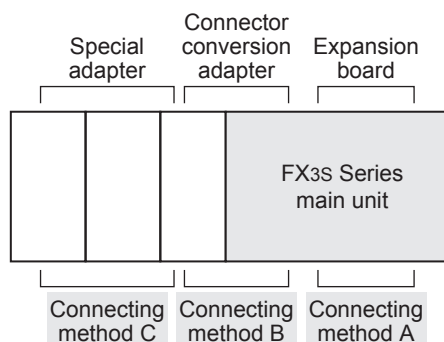 Special
adapter
Connector
conversion
adapter
Expansion
board
FX3S Series
main unit
Connecting
method C
Connecting
method B
Connecting
method A